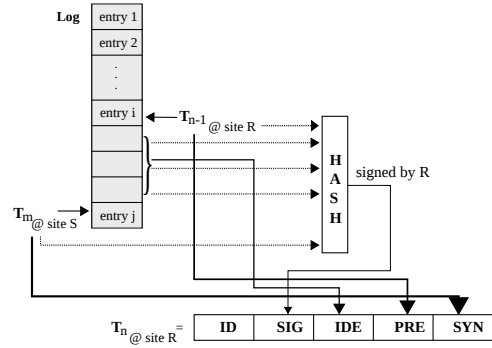 Log
entry 1
entry 2
.
.
.
entry i
T n-1 @ site R
H
A
S
H
signed by R
T m @ site S
entry j
T n @ site R = ID SIG IDE PRE SYN